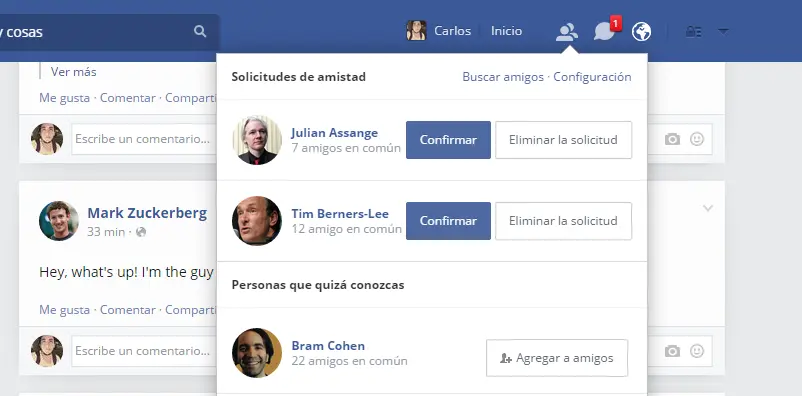 y cosas
Carlos
Inicio
1
Ver más
Me gusta · Comentar · Comparti
Escribe un comentario...
Solicitudes de amistad
Buscar amigos · Configuración
Julian Assange
7 amigos en común
Confirmar
Eliminar la solicitud
Tim Berners-Lee
12 amigo en común
Confirmar
Eliminar la solicitud
Personas que quizá conozcas
Bram Cohen
22 amigos en común
Agregar a amigos
Mark Zuckerberg
33 min ·
Hey, what's up! I'm the guy
Me gusta · Comentar · Comparti
Escribe un comentario...